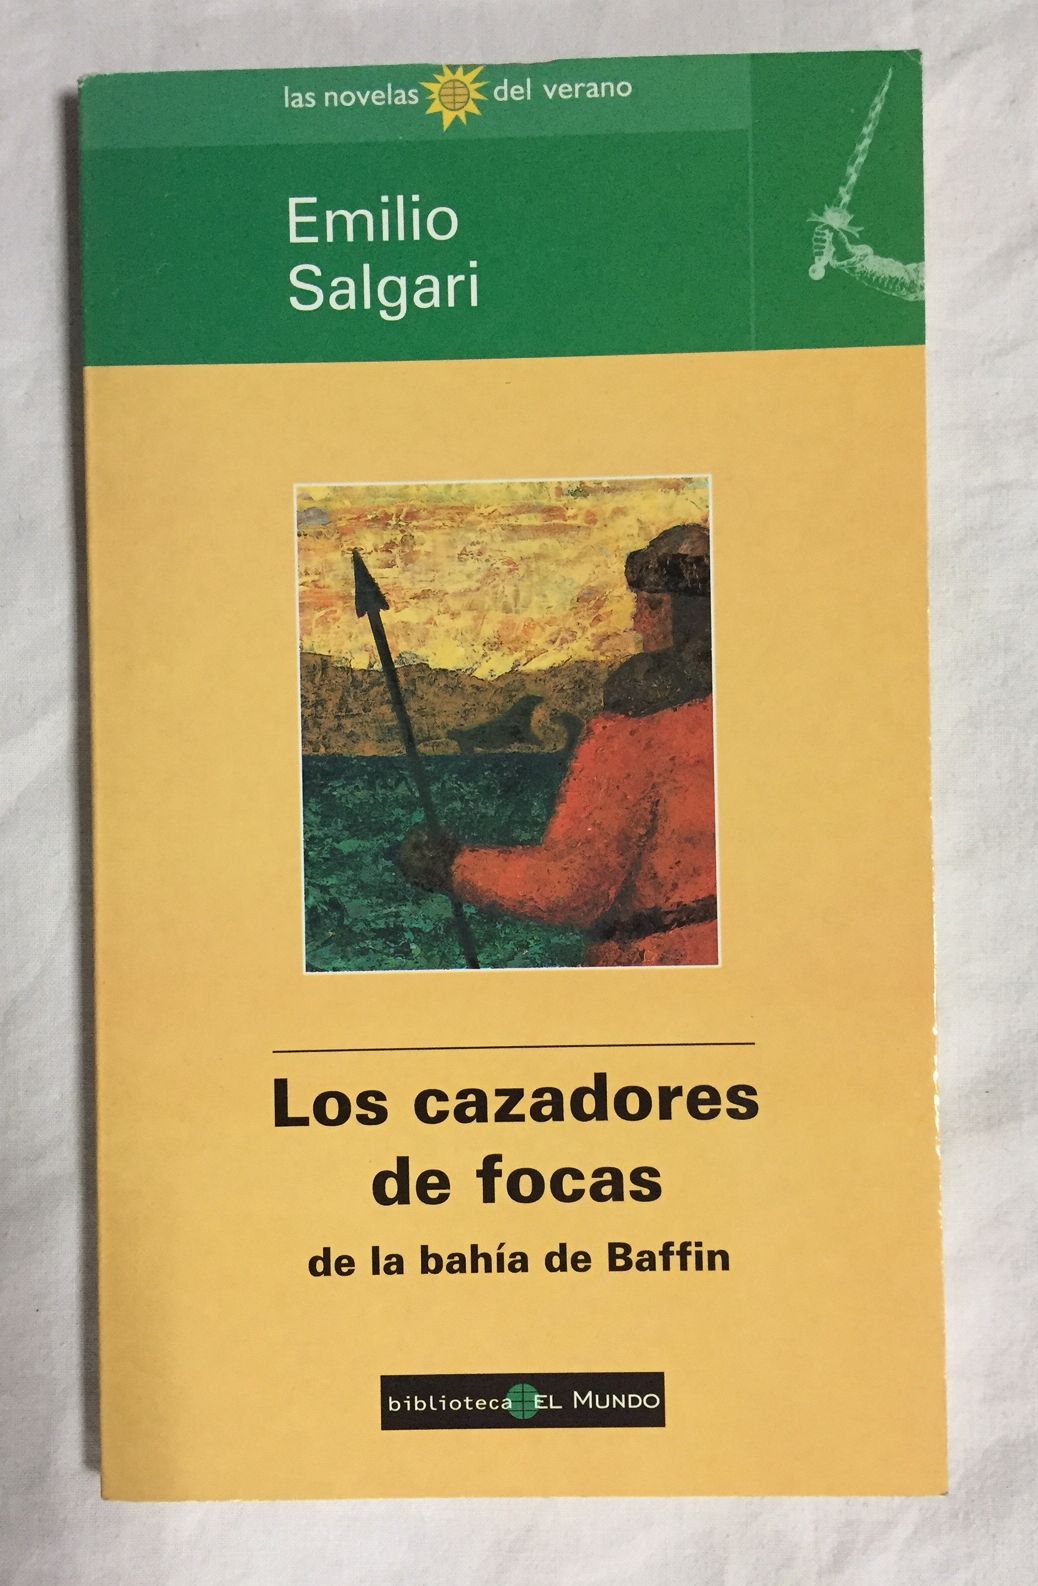 las novelas del verano
Emilio
Salgari
Los cazadores
de focas
de la bahía de Baffin
biblioteca EL MUNDO